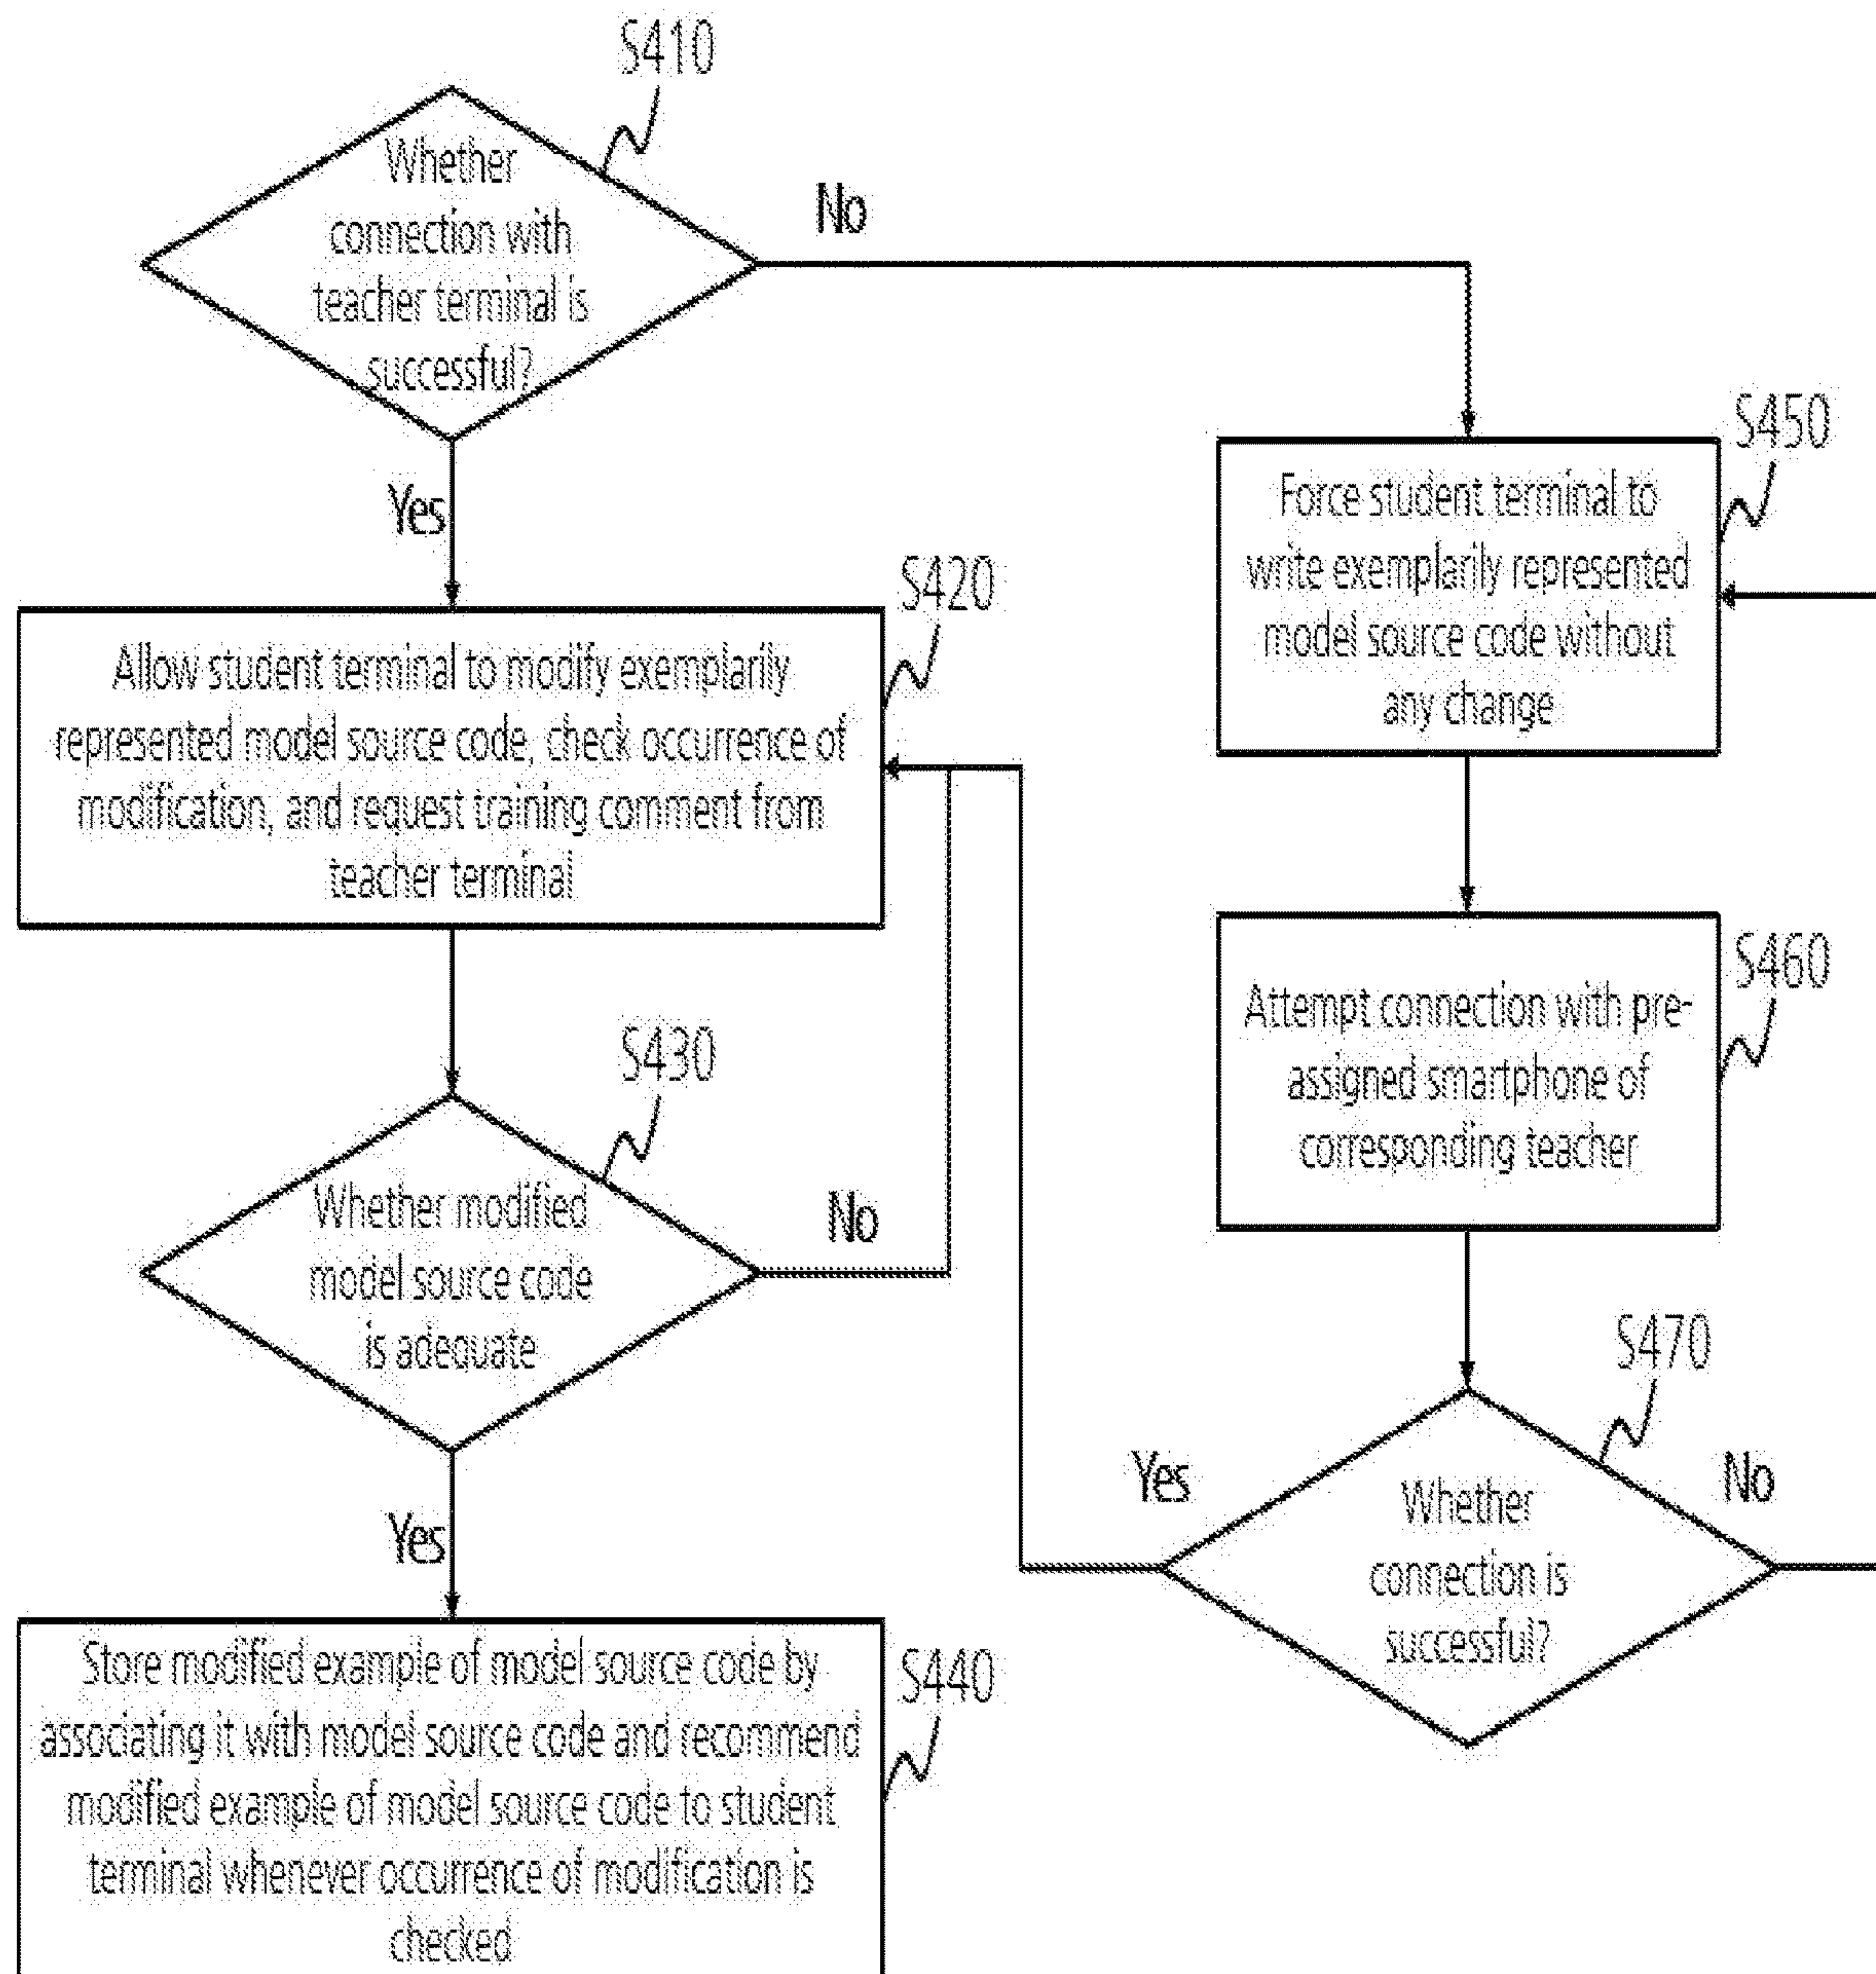 S410
Whether
connection with
teacher terminal is
successful?
No
Yes
S450
Force student terminal to
write exemplarily represented
model source code without
any change
S420
Allow student terminal to modify exemplarily
represented model source code, check occurrence of
modification, and request training comment from
teacher terminal
S460
Attempt connection with pre-
assigned smartphone of
corresponding teacher
S430
Whether modified
model source code
is adequate
No
Yes
S470
Whether
connection is
successful?
Yes
No
S440
Store modified example of model source code by
associating it with model source code and recommend
modified example of model source code to student
terminal whenever occurrence of modification is
checked